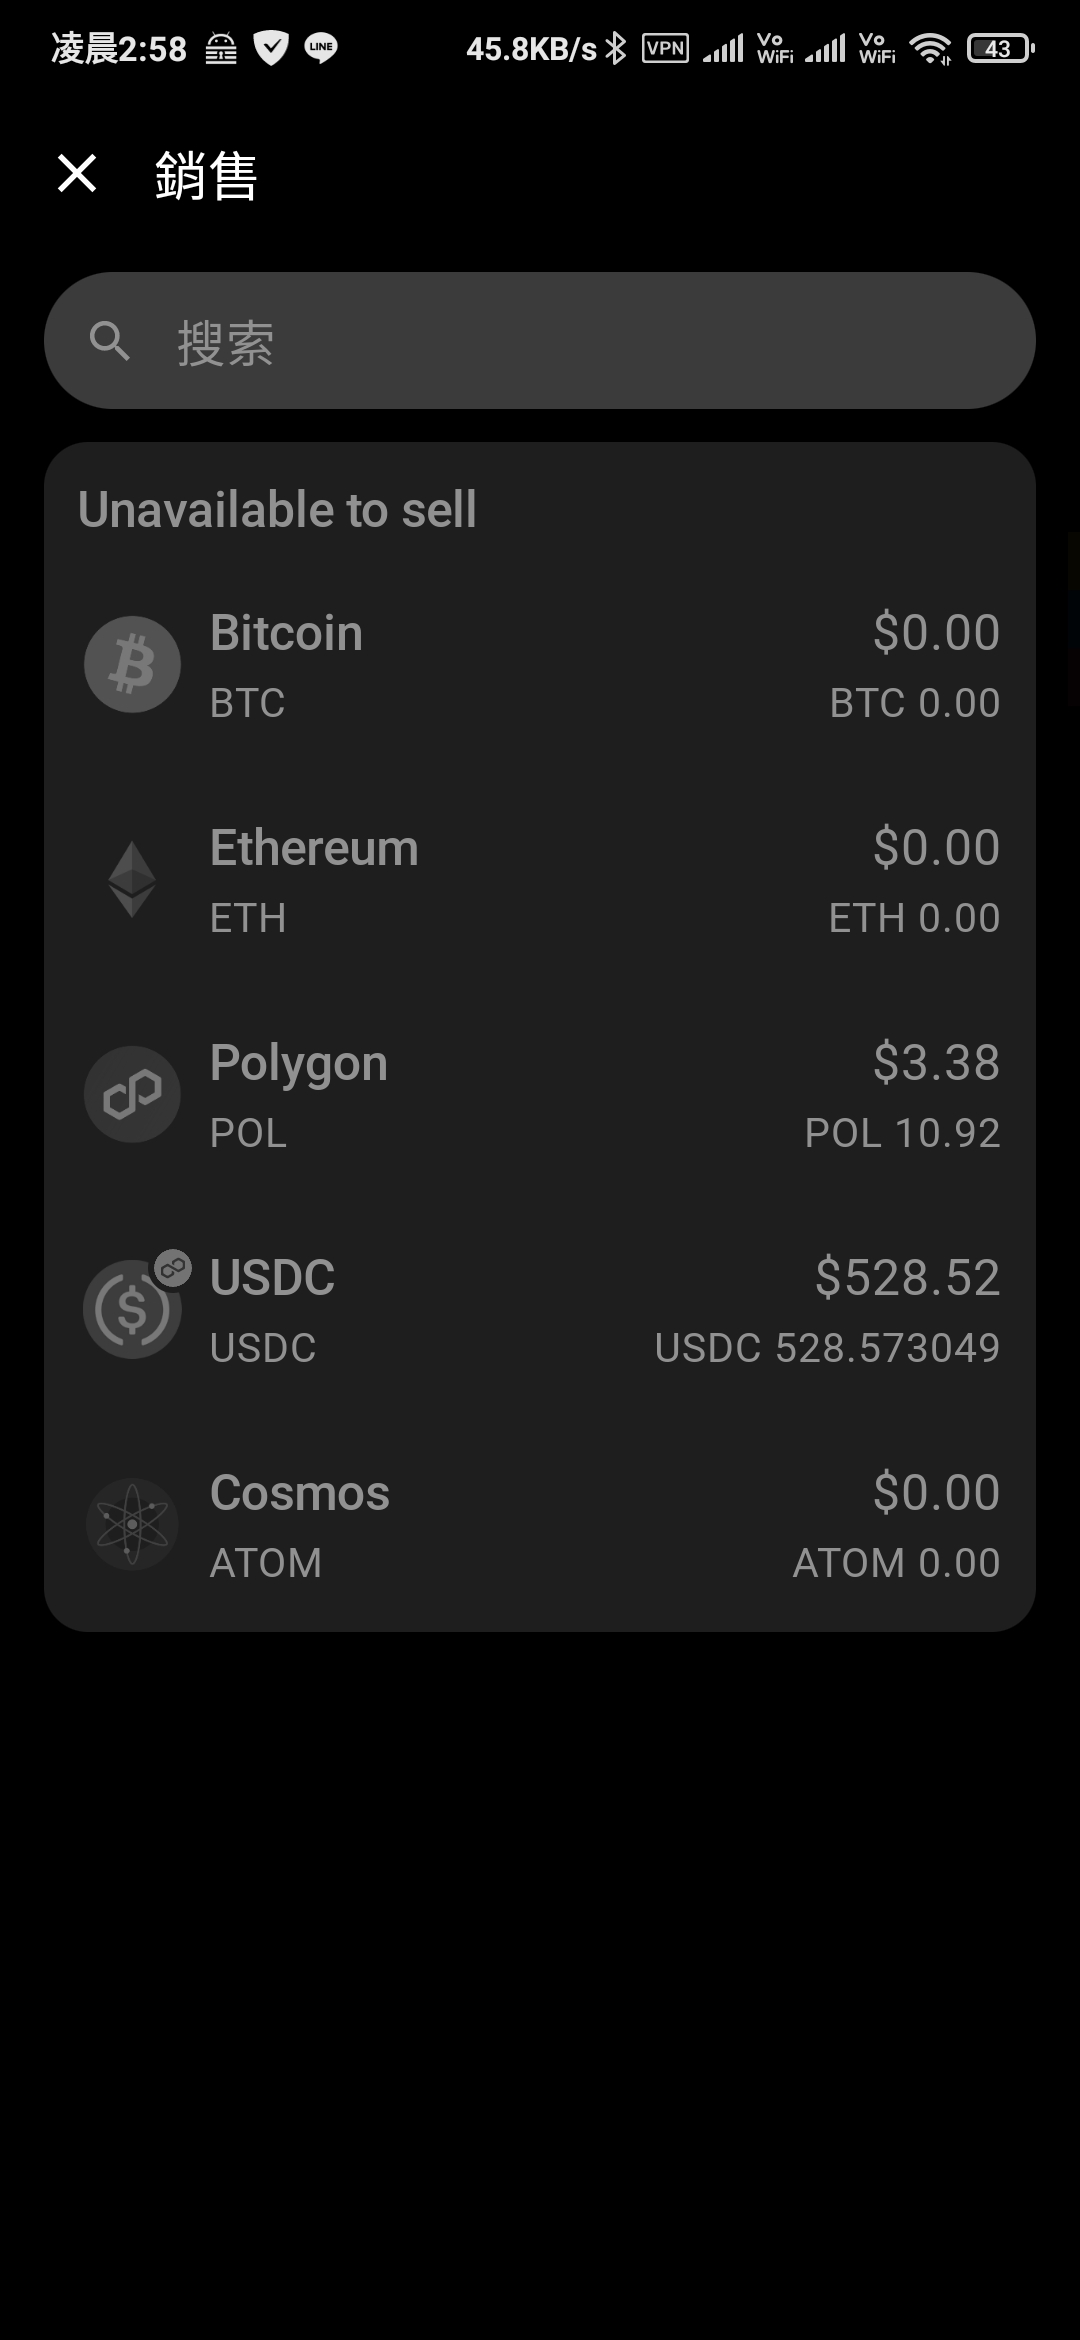 凌晨2:58 LINE 45.8KB/s VPN Vo WiFi Vo WiFi 43
銷售
搜索
Unavailable to sell
Bitcoin $0.00
BTC BTC 0.00
Ethereum $0.00
ETH ETH 0.00
Polygon $3.38
POL POL 10.92
USDC $528.52
USDC USDC 528.573049
Cosmos $0.00
ATOM ATOM 0.00